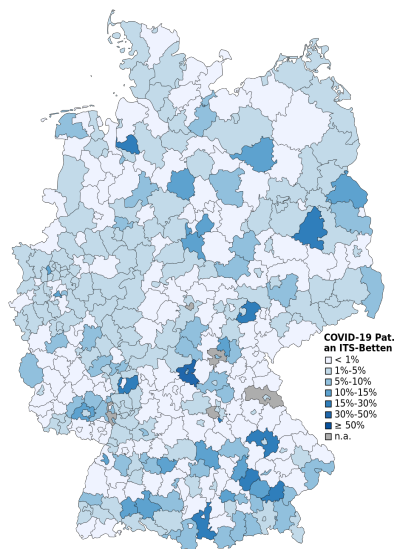 COVID-19 Pat.
an ITS-Betten
< 1%
1%-5%
5%-10%
10%-15%
15%-30%
30%-50%
≥ 50%
n.a.